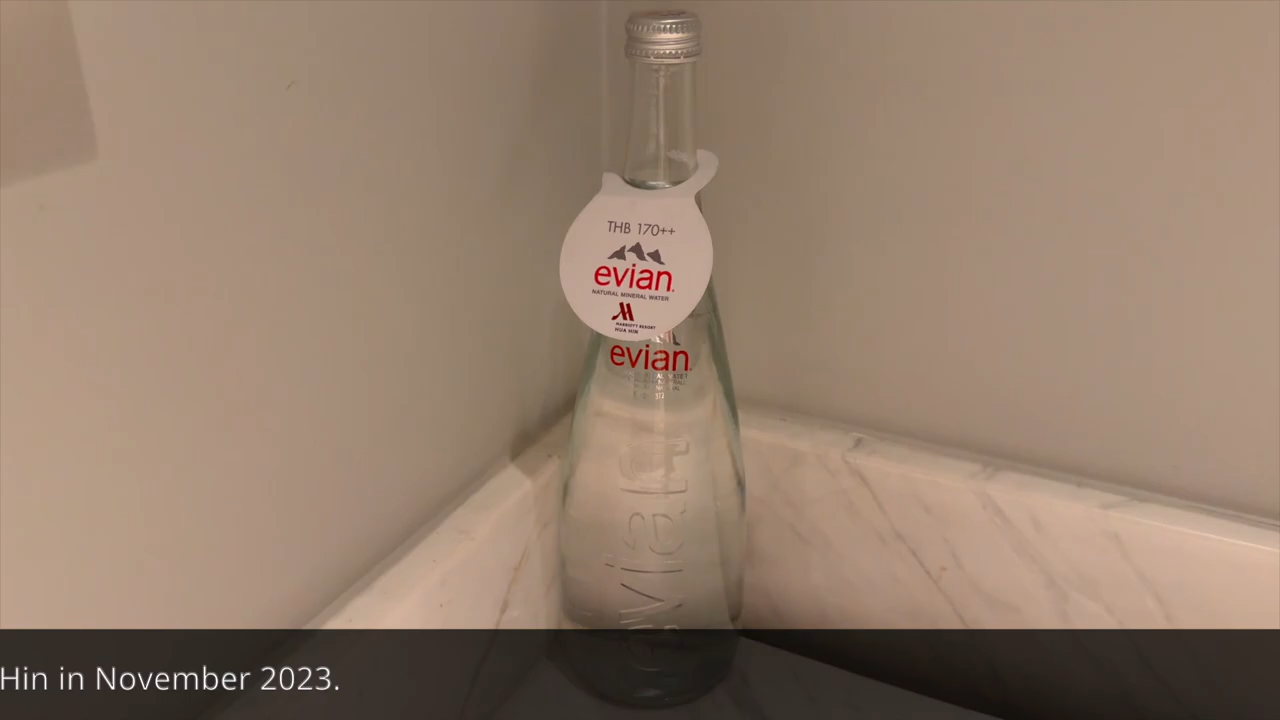 THB 170++
evian.
NATURAL MINERAL WATER
MARRIOTT RESORT
HUA HIN
evian.
evian
Hin in November 2023.